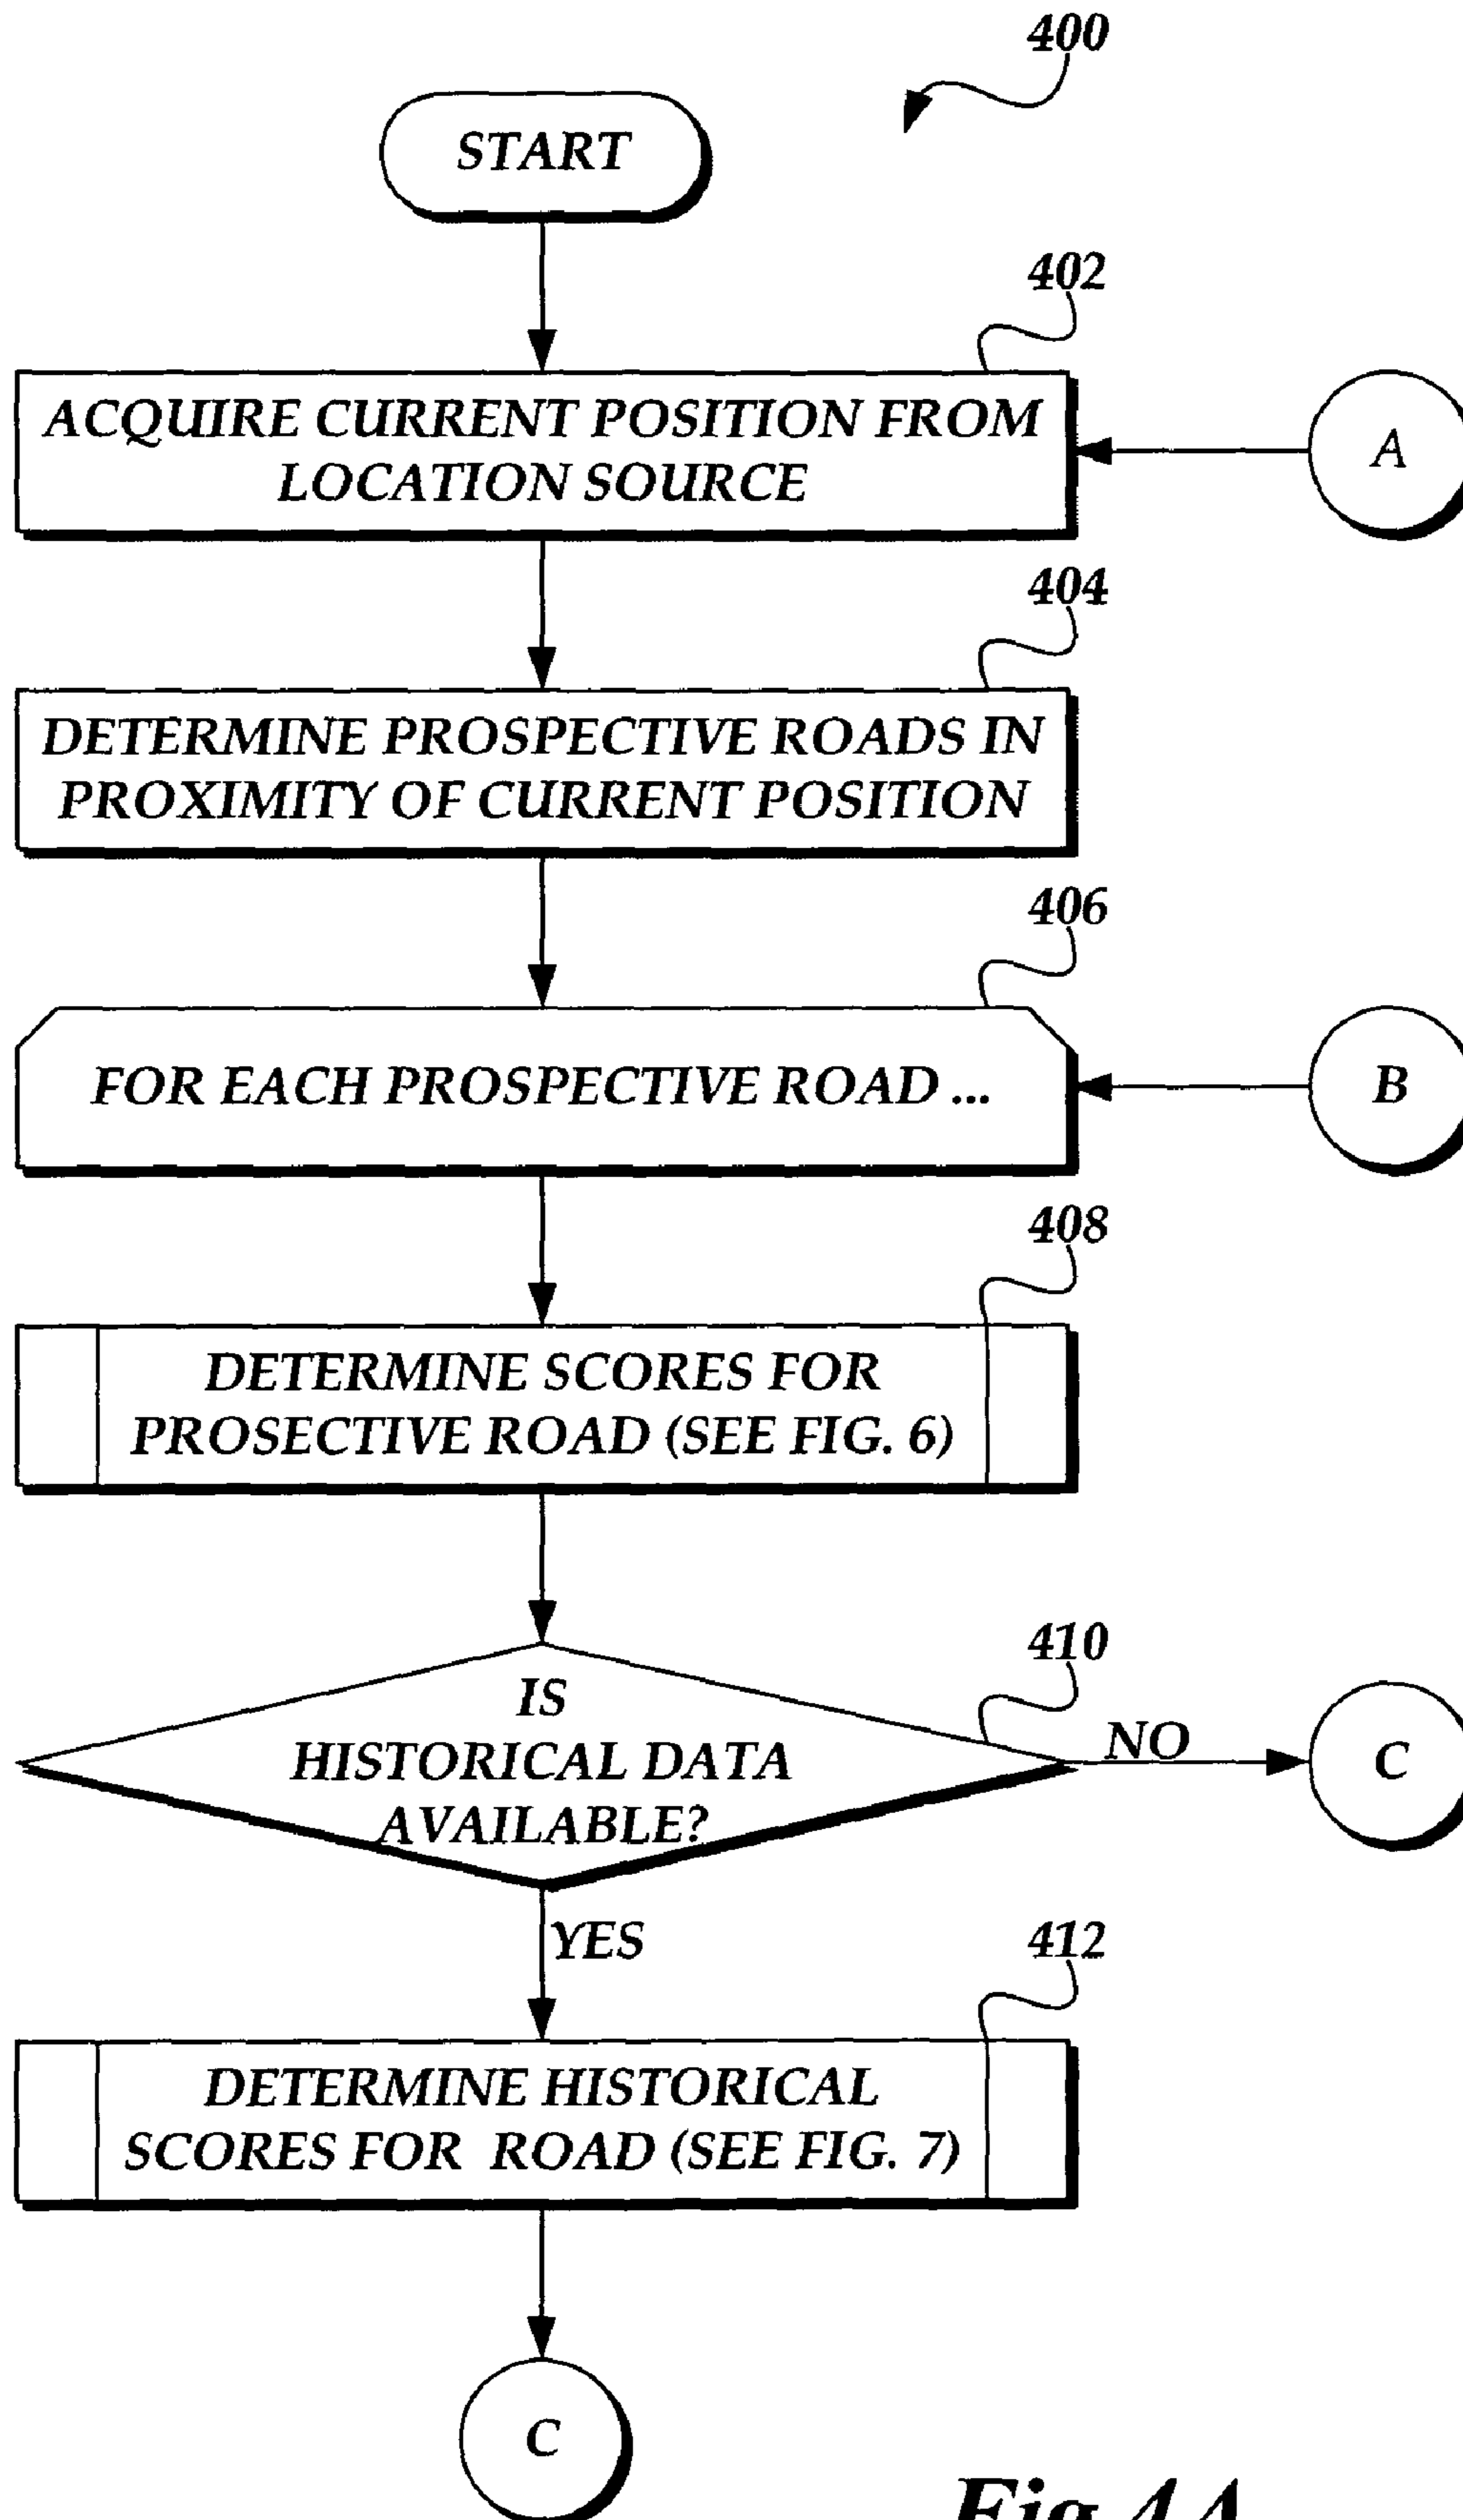 400
START
402
ACQUIRE CURRENT POSITION FROM
LOCATION SOURCE
A
404
DETERMINE PROSPECTIVE ROADS IN
PROXIMITY OF CURRENT POSITION
406
FOR EACH PROSPECTIVE ROAD ...
B
408
DETERMINE SCORES FOR
PROSECTIVE ROAD (SEE FIG. 6)
410
IS
HISTORICAL DATA
AVAILABLE?
NO
C
YES
412
DETERMINE HISTORICAL
SCORES FOR ROAD (SEE FIG. 7)
C
Fig.4A.